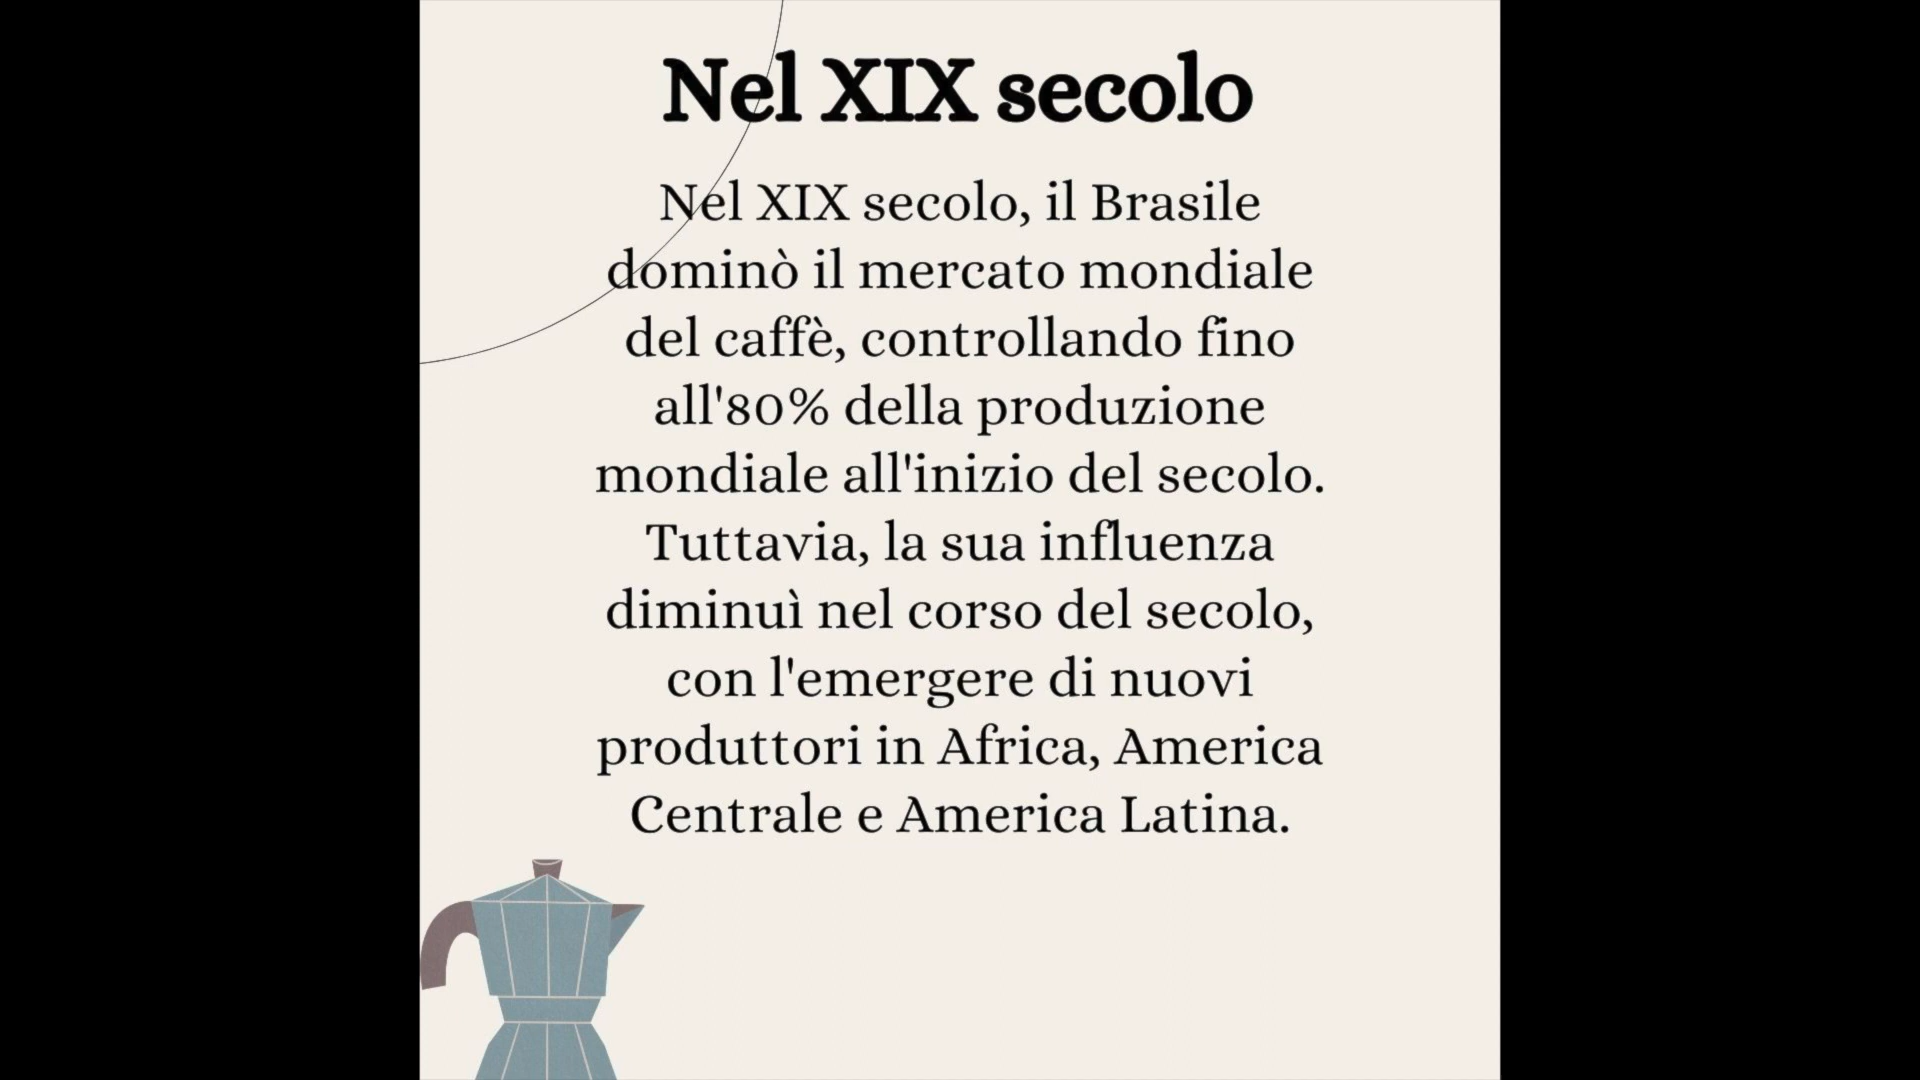 Nel XIX secolo
Nel XIX secolo, il Brasile
dominò il mercato mondiale
del caffè, controllando fino
all'80% della produzione
mondiale all'inizio del secolo.
Tuttavia, la sua influenza
diminuì nel corso del secolo,
con l'emergere di nuovi
produttori in Africa, America
Centrale e America Latina.